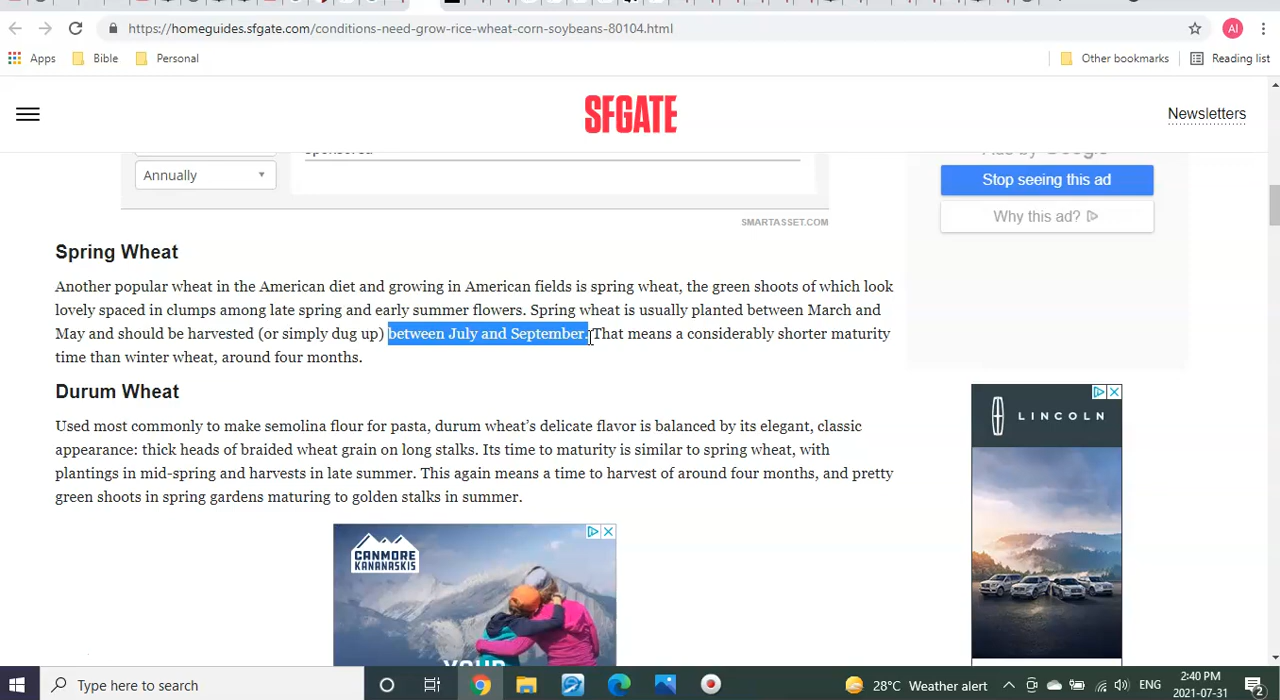 https://homeguides.sfgate.com/conditions-need-grow-rice-wheat-corn-soybeans-80104.html
Al
Apps
Bible
Personal
Other bookmarks
Reading list
SFGATE
Newsletters
Annually
Stop seeing this ad
Why this ad?
SMARTASSET.COM
Spring Wheat
Another popular wheat in the American diet and growing in American fields is spring wheat, the green shoots of which look
lovely spaced in clumps among late spring and early summer flowers. Spring wheat is usually planted between March and
May and should be harvested (or simply dug up) between July and September. That means a considerably shorter maturity
time than winter wheat, around four months.
Durum Wheat
LINCOLN
Used most commonly to make semolina flour for pasta, durum wheat’s delicate flavor is balanced by its elegant, classic
appearance: thick heads of braided wheat grain on long stalks. Its time to maturity is similar to spring wheat, with
plantings in mid-spring and harvests in late summer. This again means a time to harvest of around four months, and pretty
green shoots in spring gardens maturing to golden stalks in summer.
CANMORE
KANANASKIS
YOUR
Type here to search
28°C Weather alert
ENG
2:40 PM
2021-07-31
2